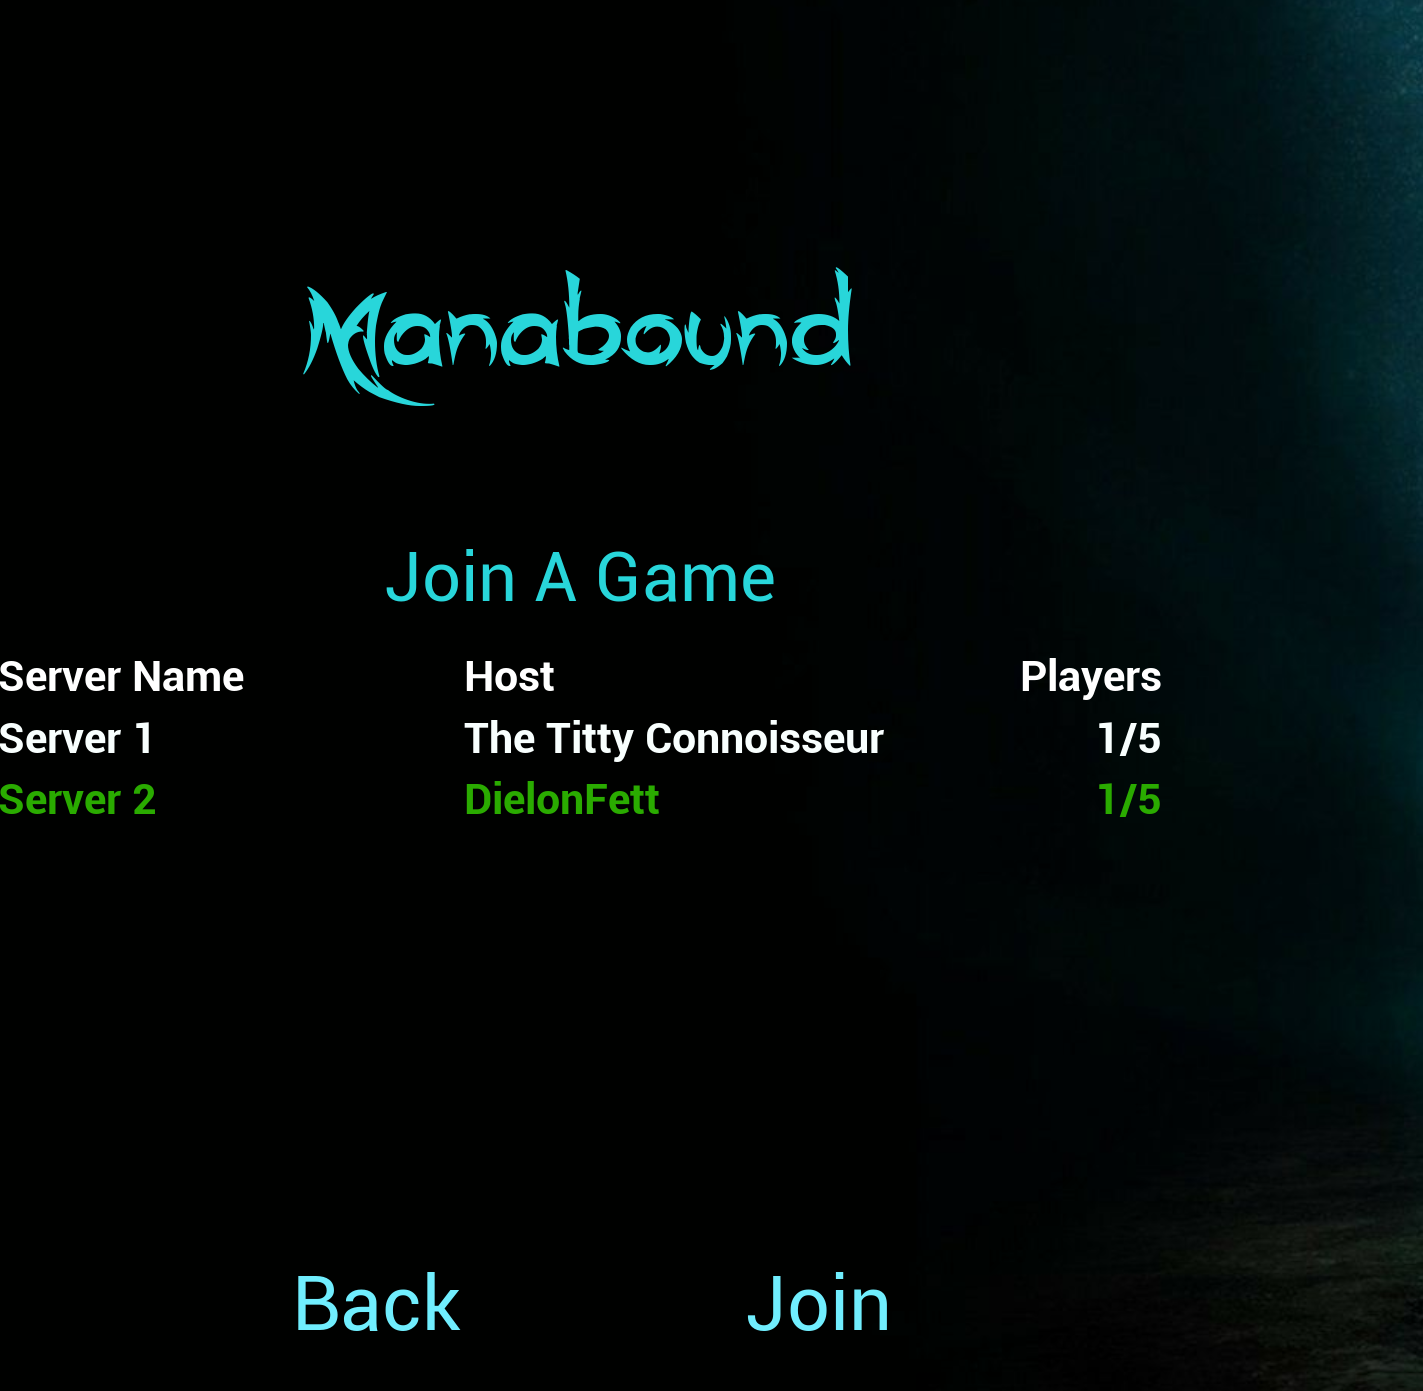 Manabound
Join A Game
Server Name Host Players
Server 1 The Titty Connoisseur 1/5
Server 2 DielonFett 1/5
Back Join